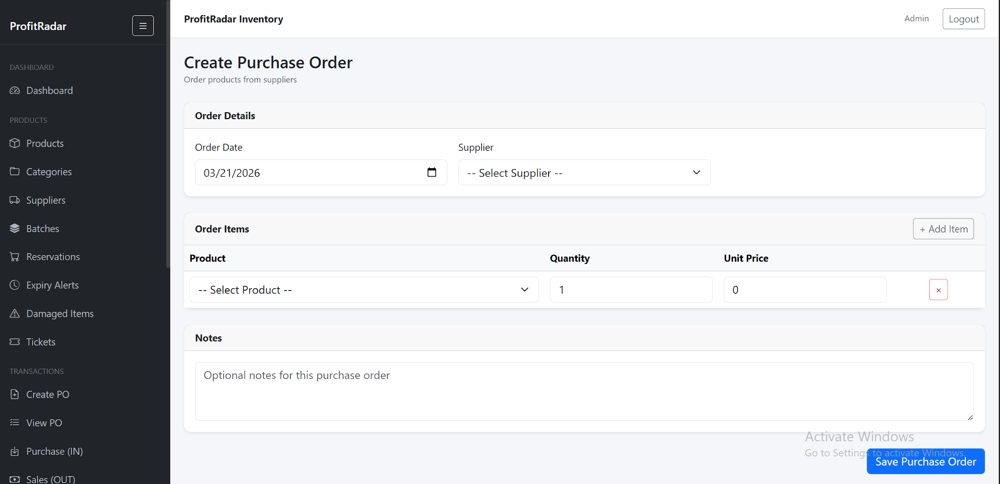 ProfitRadar
DASHBOARD
Dashboard
PRODUCTS
Products
Categories
Suppliers
Batches
Reservations
Expiry Alerts
Damaged Items
Tickets
TRANSACTIONS
Create PO
View PO
Purchase (IN)
Sales (OUT)
ProfitRadar Inventory
Admin
Logout
Create Purchase Order
Order products from suppliers
Order Details
Order Date
Supplier
03/21/2026
-- Select Supplier --
Order Items
+ Add Item
Product
Quantity
Unit Price
-- Select Product --
1
0
×
Notes
Optional notes for this purchase order
Activate Windows
Go to Settings to activate Windows.
Save Purchase Order